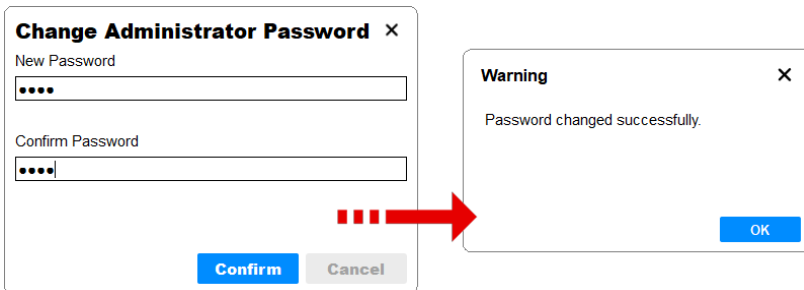 Change Administrator Password ×
New Password
••••
Confirm Password
••••
Confirm Cancel
Warning ×
Password changed successfully.
OK